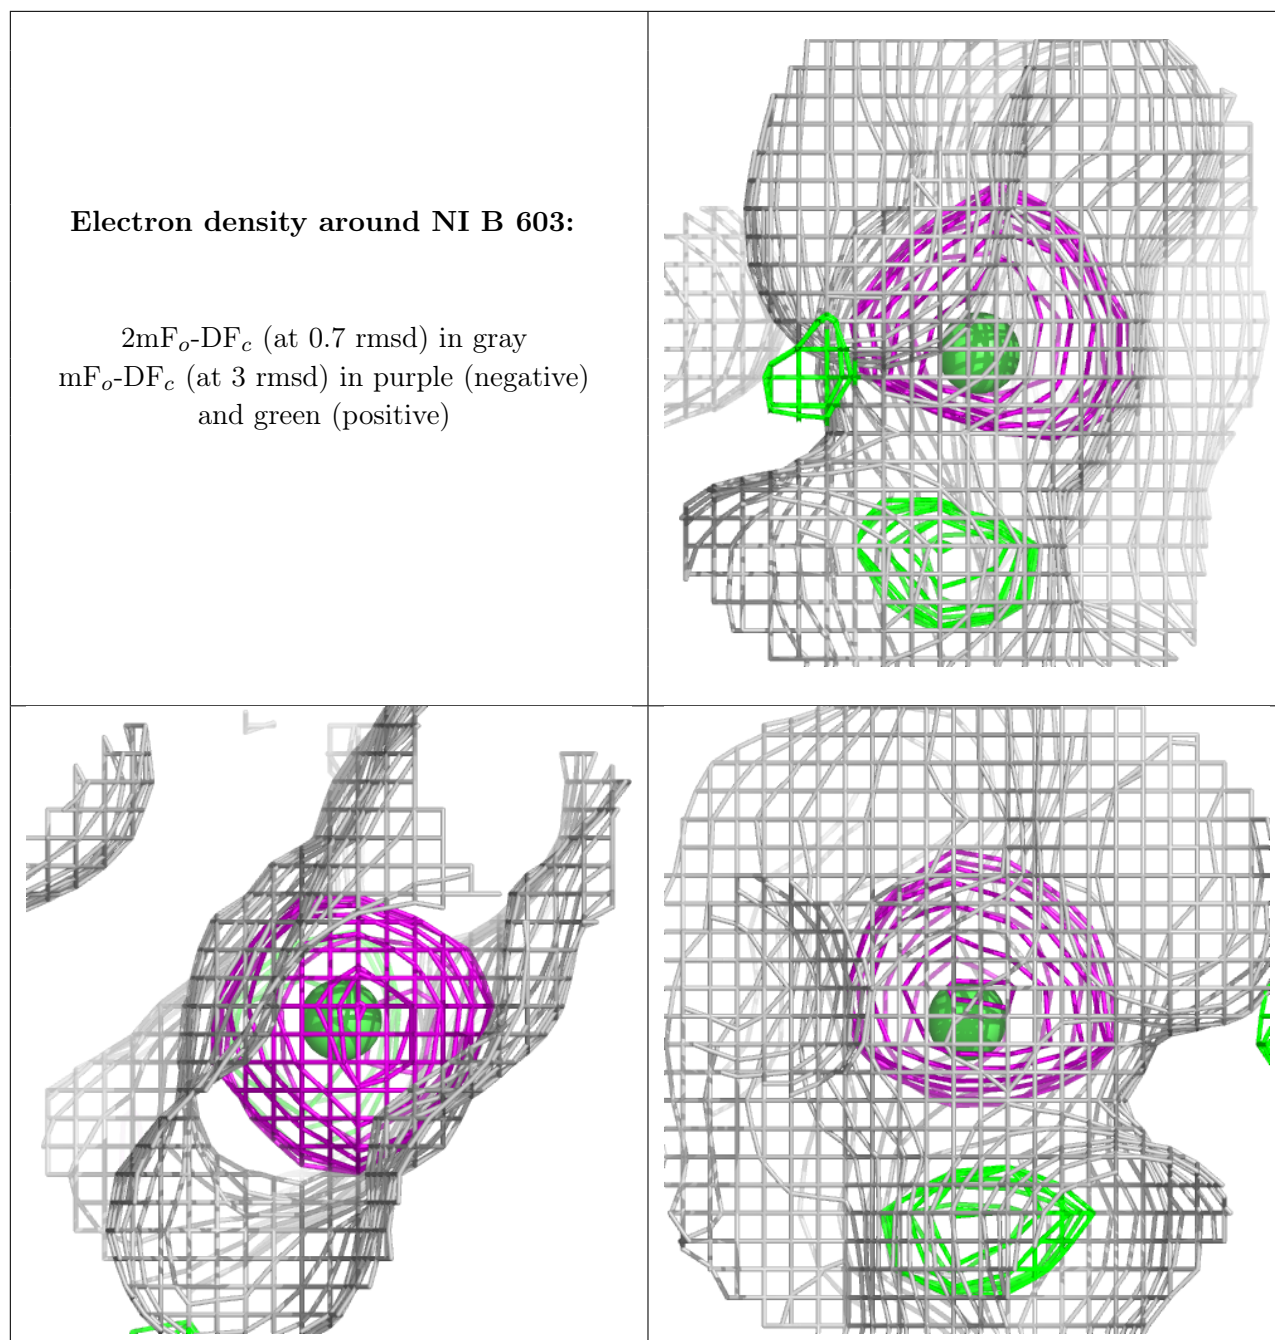 Electron density around NI B 603:
2mFo-DFc (at 0.7 rmsd) in gray
mFo-DFc (at 3 rmsd) in purple (negative)
and green (positive)